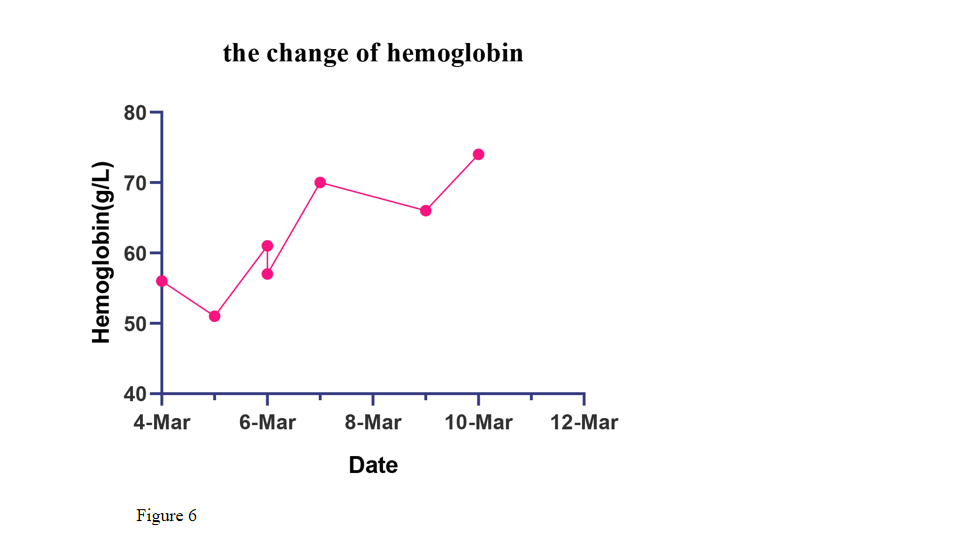 the change of hemoglobin
80
70
60
50
40
Hemoglobin(g/L)
4-Mar 6-Mar 8-Mar 10-Mar 12-Mar
Date
Figure 6